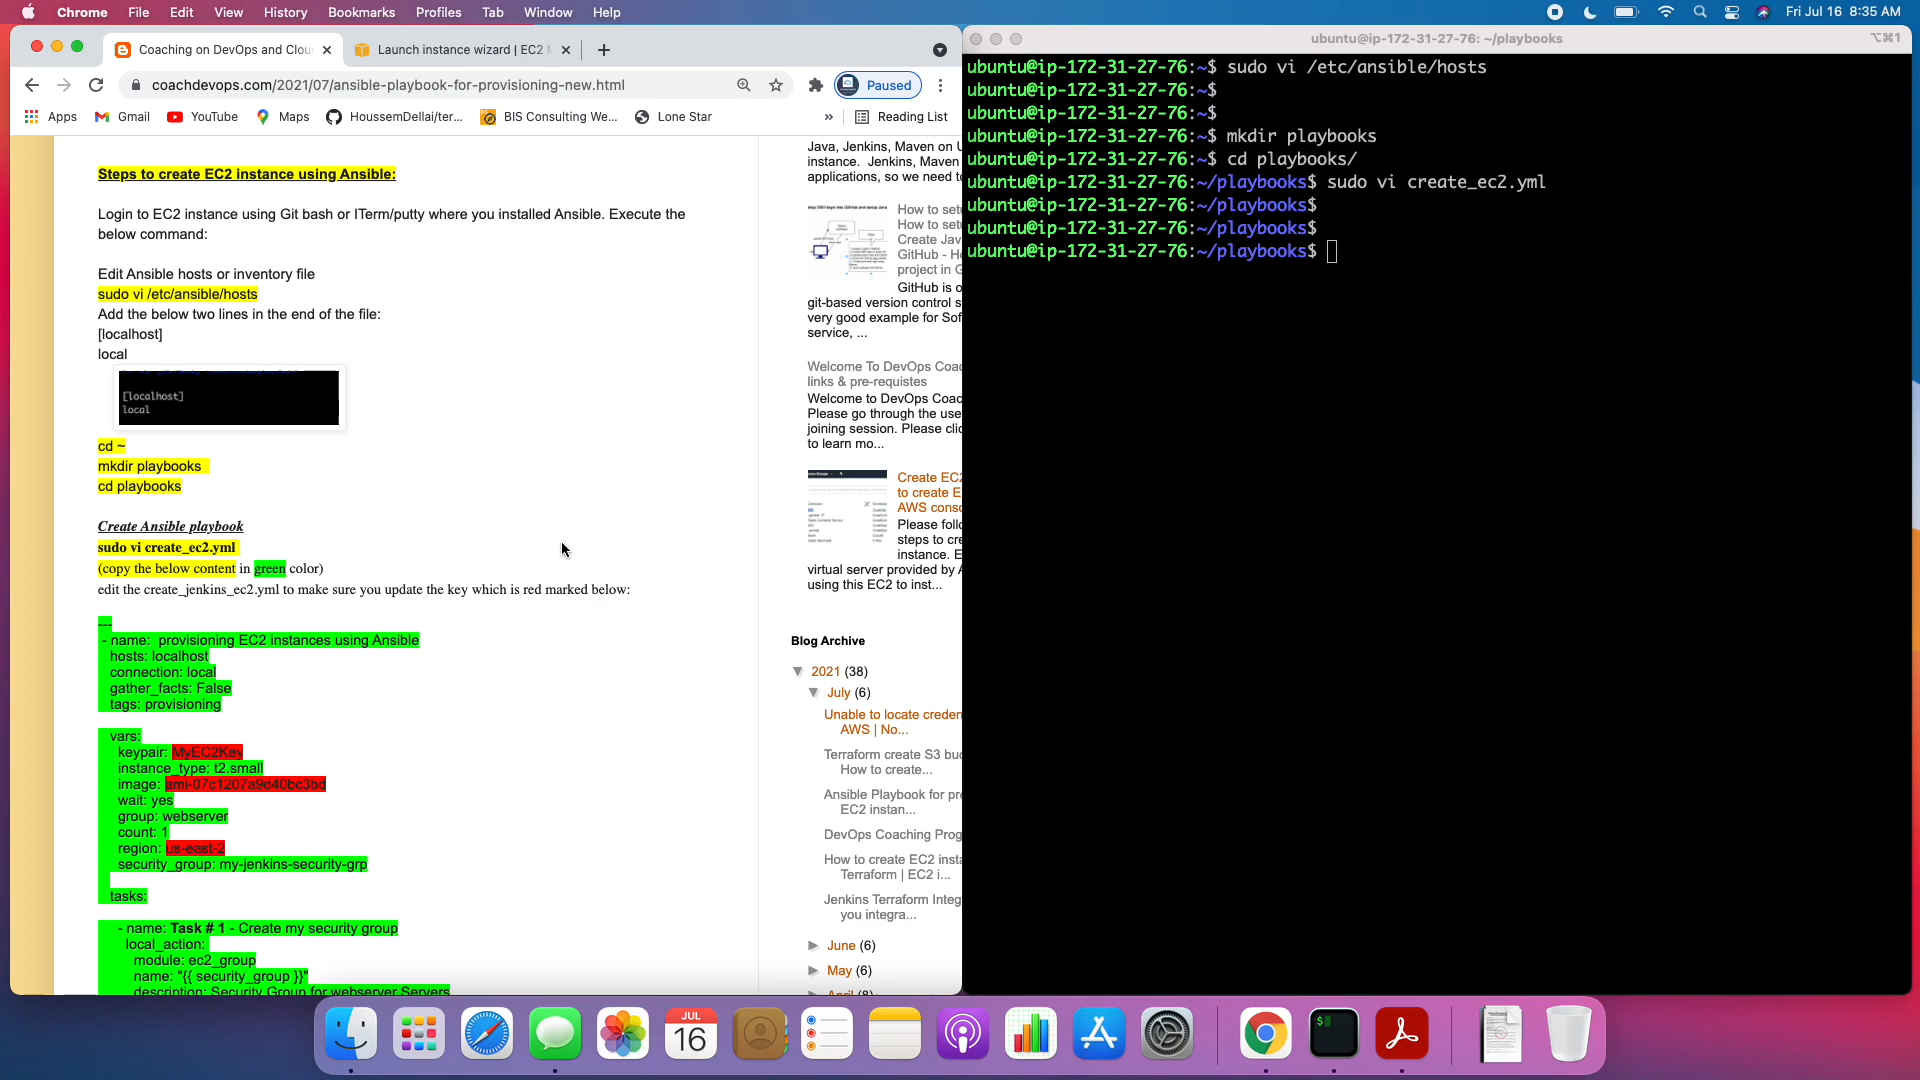 Chrome File Edit View History Bookmarks Profiles Tab Window Help
Fri Jul 16 8:35 AM
Coaching on DevOps and Clou
Launch instance wizard | EC2
coachdevops.com/2021/07/ansible-playbook-for-provisioning-new.html
Paused
Apps Gmail YouTube Maps HoussemDellai/ter... BIS Consulting We... Lone Star » Reading List
Steps to create EC2 instance using Ansible:
Login to EC2 instance using Git bash or ITerm/putty where you installed Ansible. Execute the
below command:
Edit Ansible hosts or inventory file
sudo vi /etc/ansible/hosts
Add the below two lines in the end of the file:
[localhost]
local
[localhost]
local
cd ~
mkdir playbooks
cd playbooks
Create Ansible playbook
sudo vi create_ec2.yml
(copy the below content in green color)
edit the create_jenkins_ec2.yml to make sure you update the key which is red marked below:
---
- name:  provisioning EC2 instances using Ansible
hosts: localhost
connection: local
gather_facts: False
tags: provisioning
vars:
keypair: MyEC2Key
instance_type: t2.small
image: ami-07c1207a9d40bc3bd
wait: yes
group: webserver
count: 1
region: us-east-2
security_group: my-jenkins-security-grp
tasks:
- name: Task # 1 - Create my security group
local_action:
module: ec2_group
name: "{{ security_group }}"
description: Security Group for webserver Servers
Java, Jenkins, Maven on
instance.  Jenkins, Maven
applications, so we need
How to
How to
Create
GitHub -
project in
GitHub is
git-based version control
very good example for
service, ...
Welcome To DevOps
links & pre-requistes
Welcome to DevOps
Please go through the
joining session. Please
to learn mo...
Create
to create
AWS
Please
steps to
instance.
virtual server provided by
using this EC2 to inst...
Blog Archive
▼ 2021 (38)
▼ July (6)
Unable to locate
AWS | No...
Terraform create S3
How to create...
Ansible Playbook for
EC2 instan...
DevOps Coaching
How to create EC2
Terraform | EC2 i...
Jenkins Terraform
you integra...
► June (6)
► May (6)
ubuntu@ip-172-31-27-76: ~/playbooks
⌥⌘1
ubuntu@ip-172-31-27-76:~$ sudo vi /etc/ansible/hosts
ubuntu@ip-172-31-27-76:~$
ubuntu@ip-172-31-27-76:~$
ubuntu@ip-172-31-27-76:~$ mkdir playbooks
ubuntu@ip-172-31-27-76:~$ cd playbooks/
ubuntu@ip-172-31-27-76:~/playbooks$ sudo vi create_ec2.yml
ubuntu@ip-172-31-27-76:~/playbooks$
ubuntu@ip-172-31-27-76:~/playbooks$
ubuntu@ip-172-31-27-76:~/playbooks$
JUL
16